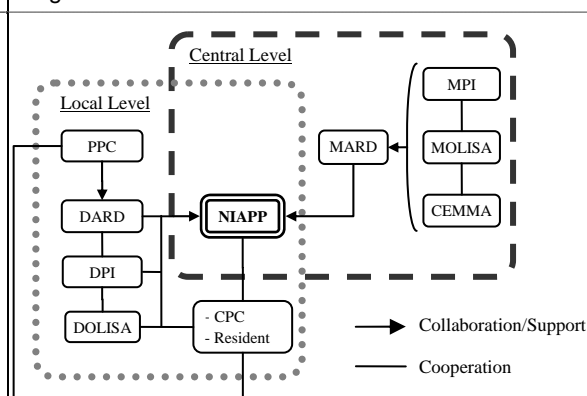 Central Level
Local Level
MPI
PPC
MARD
MOLISA
DARD
NIAPP
CEMMA
DPI
DOLISA
- CPC
- Resident
Collaboration/Support
Cooperation